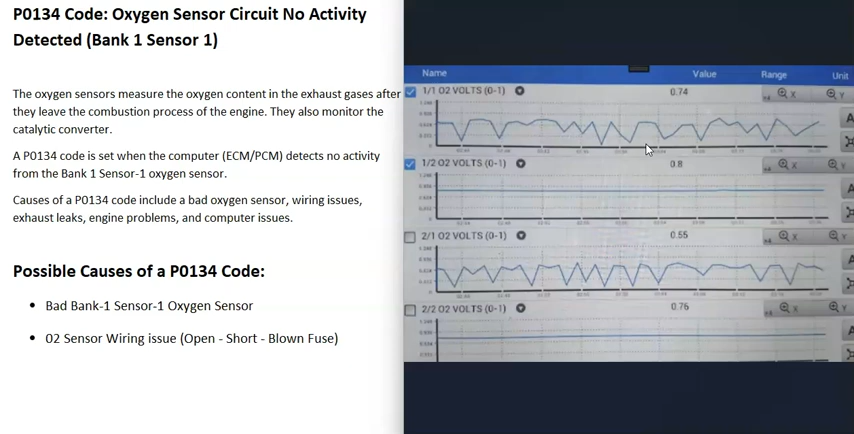 P0134 Code: Oxygen Sensor Circuit No Activity
Detected (Bank 1 Sensor 1)
The oxygen sensors measure the oxygen content in the exhaust gases after
they leave the combustion process of the engine. They also monitor the
catalytic converter.
A P0134 code is set when the computer (ECM/PCM) detects no activity
from the Bank 1 Sensor-1 oxygen sensor.
Causes of a P0134 code include a bad oxygen sensor, wiring issues,
exhaust leaks, engine problems, and computer issues.
Possible Causes of a P0134 Code:
• Bad Bank-1 Sensor-1 Oxygen Sensor
• 02 Sensor Wiring issue (Open - Short - Blown Fuse)
Name Value Range Unit
1/1 O2 VOLTS (0-1) 0.74 x4 X Y
A
1/2 O2 VOLTS (0-1) 0.8 x4 X Y
A
2/1 O2 VOLTS (0-1) 0.55 x4 X Y
A
2/2 O2 VOLTS (0-1) 0.76 x4 X Y
A